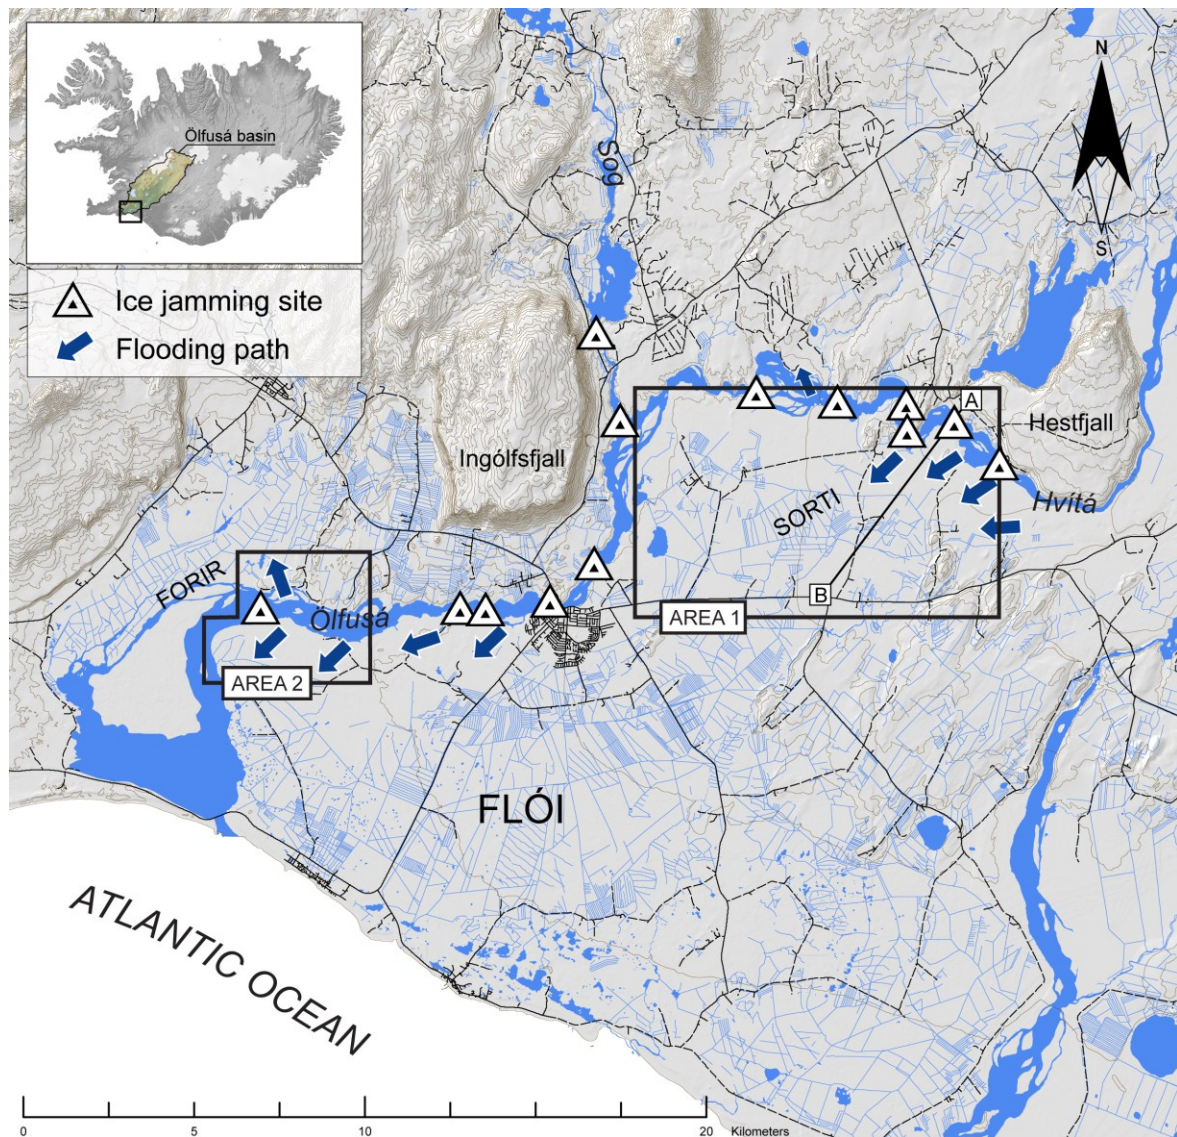 Ölfusá basin
N
S
Ice jamming site
Flooding path
Sog
A
Hestfjall
Ingólfsfjall
Hvítá
SORTI
FORIR
B
Ölfusá
AREA 1
AREA 2
FLÓI
ATLANTIC OCEAN
0 5 10 20 Kilometers